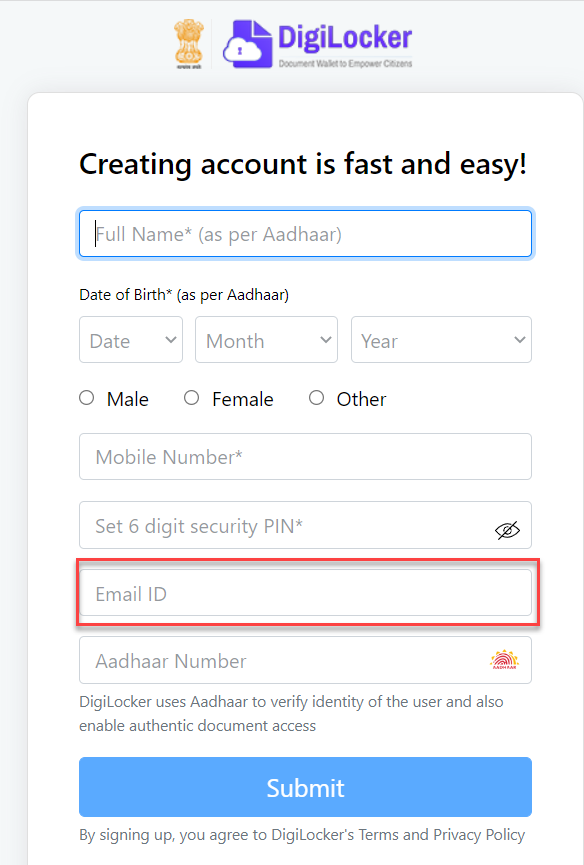 DigiLocker
Document Wallet to Empower Citizens
Creating account is fast and easy!
Full Name* (as per Aadhaar)
Date of Birth* (as per Aadhaar)
Date Month Year
Male Female Other
Mobile Number*
Set 6 digit security PIN*
Email ID
Aadhaar Number
AADHAAR
DigiLocker uses Aadhaar to verify identity of the user and also
enable authentic document access
Submit
By signing up, you agree to DigiLocker's Terms and Privacy Policy